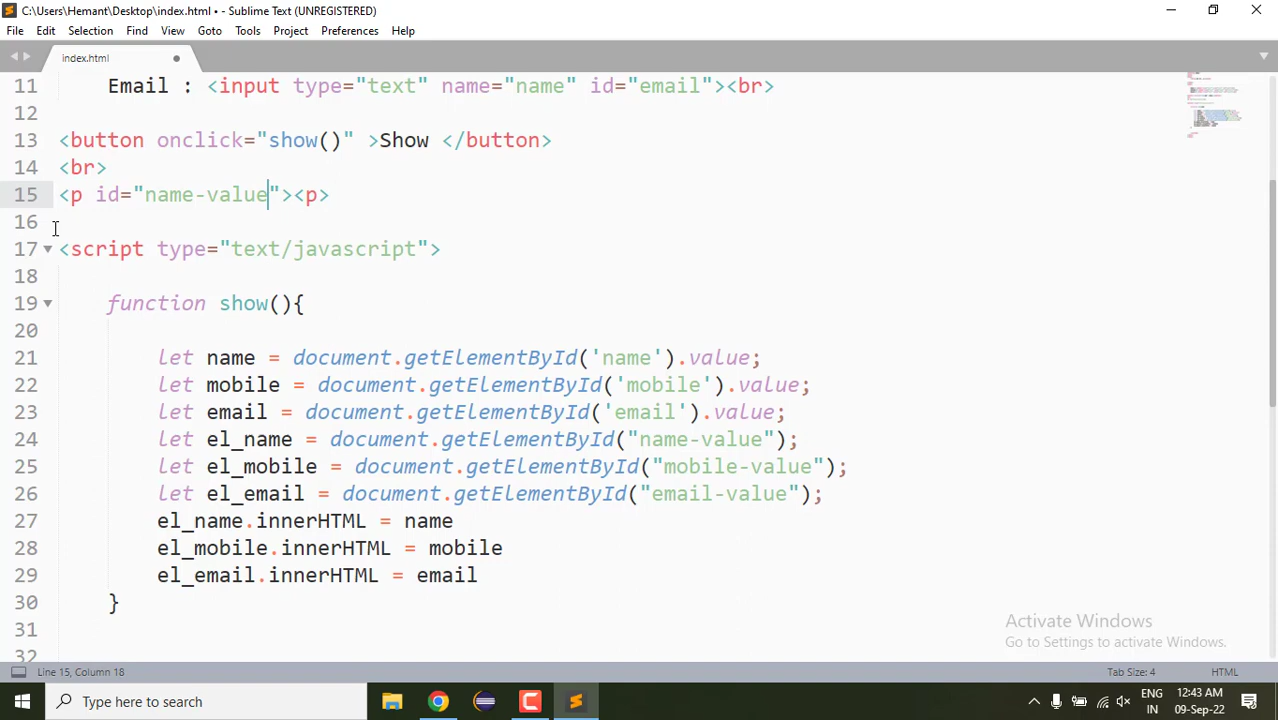 C:\Users\Hemant\Desktop\index.html • - Sublime Text (UNREGISTERED)
File Edit Selection Find View Goto Tools Project Preferences Help
index.html
11 Email : <input type="text" name="name" id="email"><br>
12
13 <button onclick="show()" >Show </button>
14 <br>
15 <p id="name-value"><p>
16
17 <script type="text/javascript">
18
19 function show(){
20
21 let name = document.getElementById('name').value;
22 let mobile = document.getElementById('mobile').value;
23 let email = document.getElementById('email').value;
24 let el_name = document.getElementById("name-value");
25 let el_mobile = document.getElementById("mobile-value");
26 let el_email = document.getElementById("email-value");
27 el_name.innerHTML = name
28 el_mobile.innerHTML = mobile
29 el_email.innerHTML = email
30 }
31
32
Activate Windows
Go to Settings to activate Windows.
Line 15, Column 18 Tab Size: 4 HTML
Type here to search
ENG 12:43 AM
IN 09-Sep-22